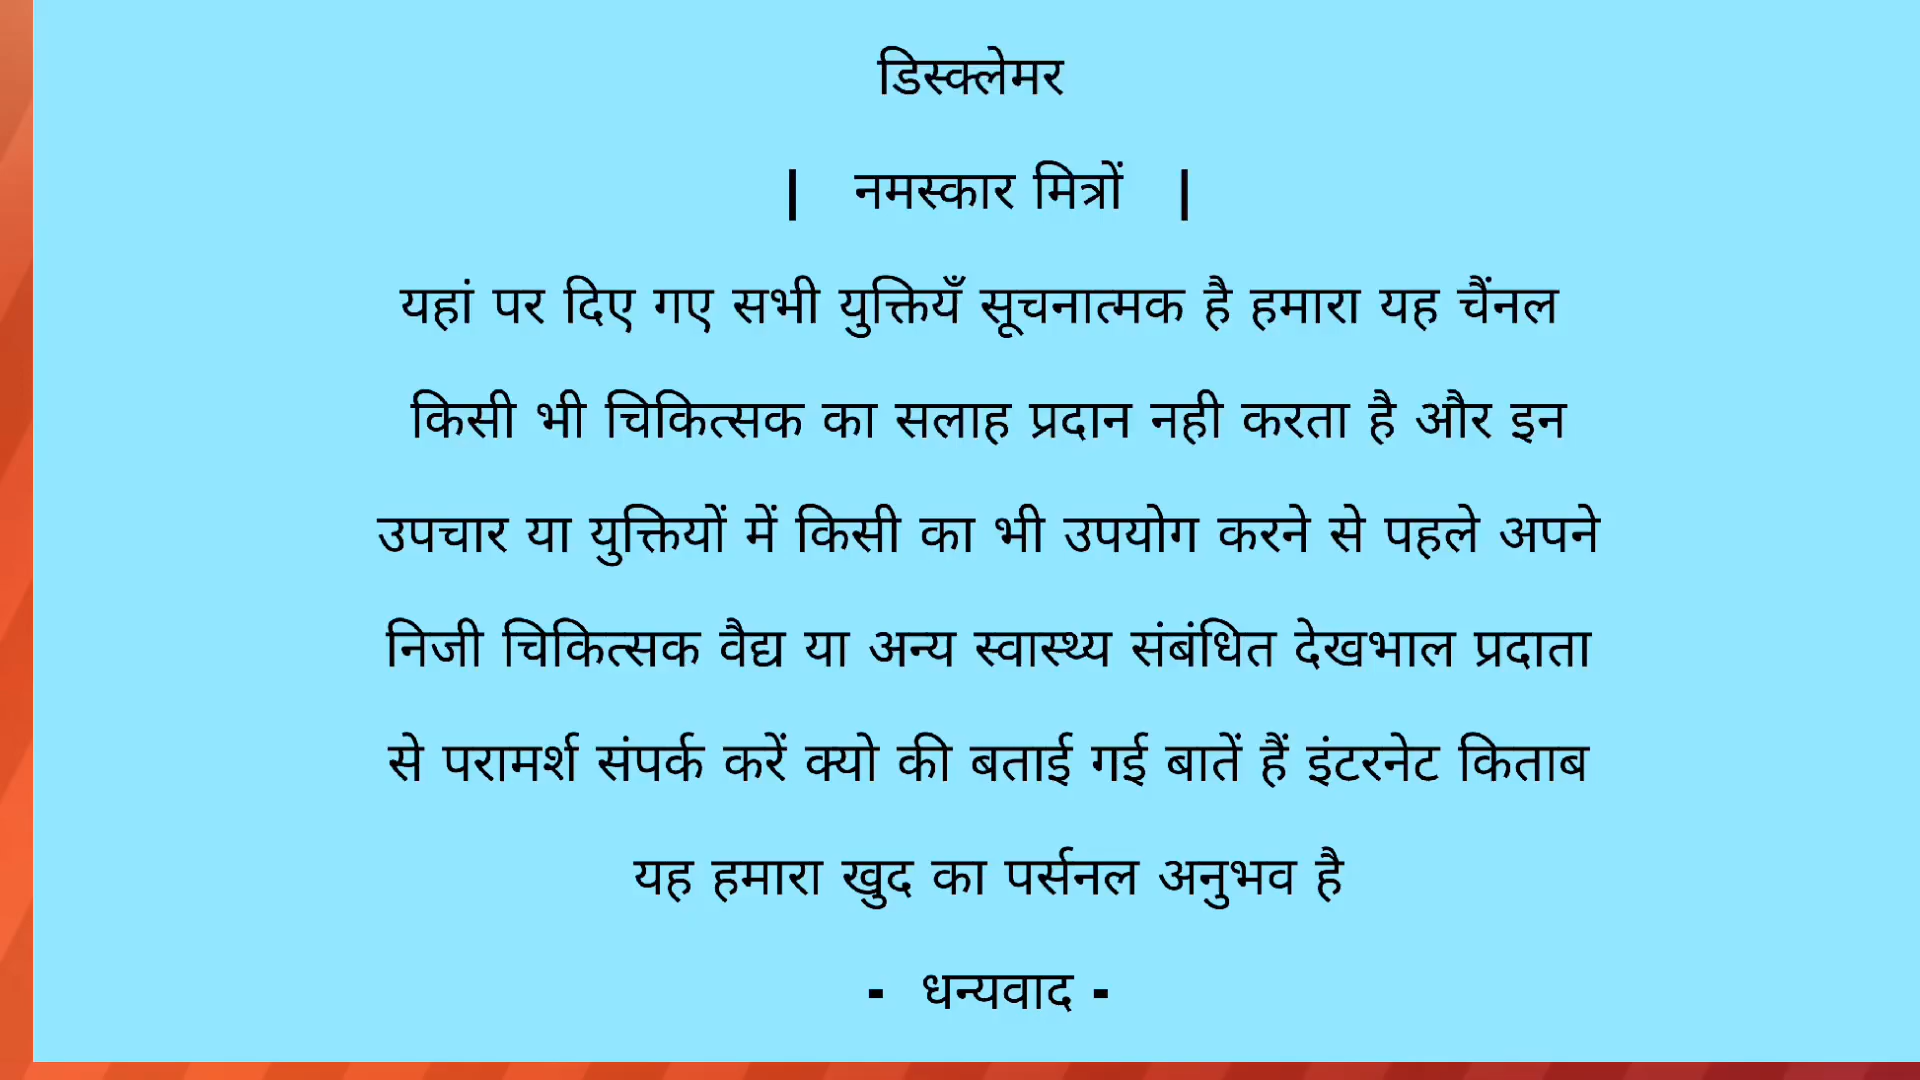 डिस्क्लेमर
| नमस्कार मित्रों |
यहां पर दिए गए सभी युक्तियँ सूचनात्मक है हमारा यह चैंनल
किसी भी चिकित्सक का सलाह प्रदान नही करता है और इन
उपचार या युक्तियों में किसी का भी उपयोग करने से पहले अपने
निजी चिकित्सक वैद्य या अन्य स्वास्थ्य संबंधित देखभाल प्रदाता
से परामर्श संपर्क करें क्यो की बताई गई बातें हैं इंटरनेट किताब
यह हमारा खुद का पर्सनल अनुभव है
- धन्यवाद -